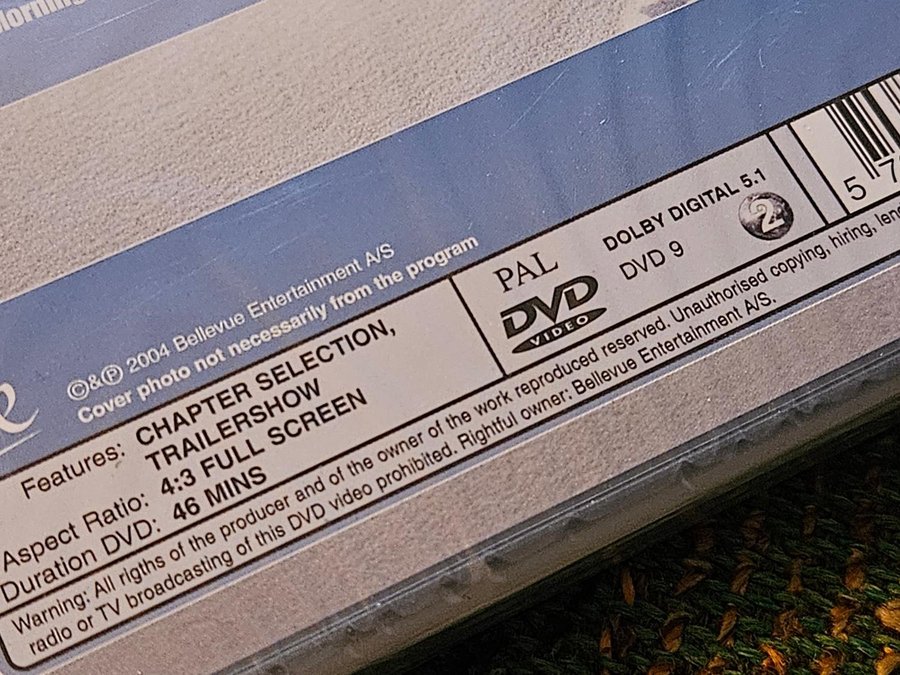 ℗&℗ 2004 Bellevue Entertainment A/S
Cover photo not necessarily from the program
Features: CHAPTER SELECTION,
TRAILERSHOW
Aspect Ratio: 4:3 FULL SCREEN
Duration DVD: 46 MINS
PAL
DVD
VIDEO
DOLBY DIGITAL 5.1
DVD 9
2
5 7
Warning: All rigths of the producer and of the owner of the work reproduced reserved. Unauthorised copying, hiring,
radio or TV broadcasting of this DVD video prohibited. Rightful owner: Bellevue Entertainment A/S.